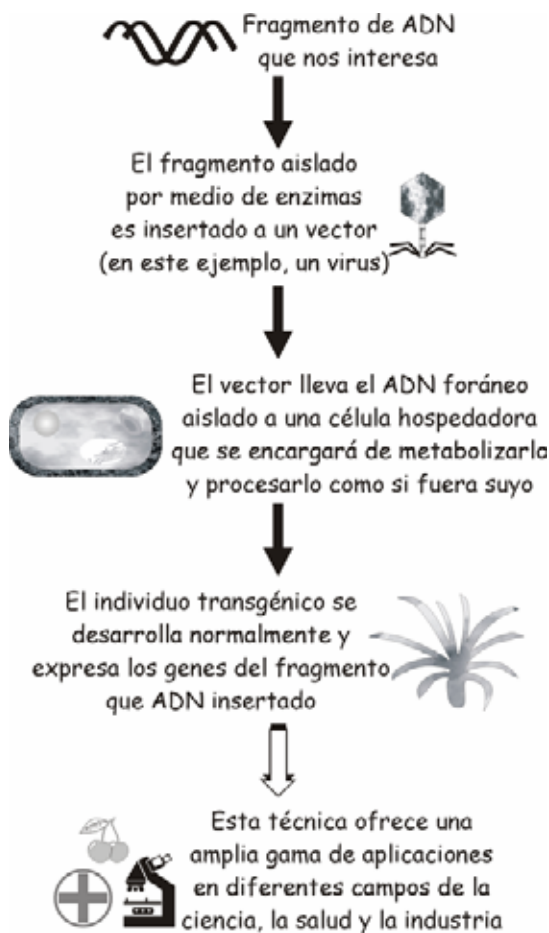 Fragmento de ADN
que nos interesa
El fragmento aislado
por medio de enzimas
es insertado a un vector
(en este ejemplo, un virus)
El vector lleva el ADN foráneo
aislado a una célula hospedadora
que se encargará de metabolizarlo
y procesarlo como si fuera suyo
El individuo transgénico se
desarrolla normalmente y
expresa los genes del fragmento
que ADN insertado
Esta técnica ofrece una
amplia gama de aplicaciones
en diferentes campos de la
ciencia, la salud y la industria